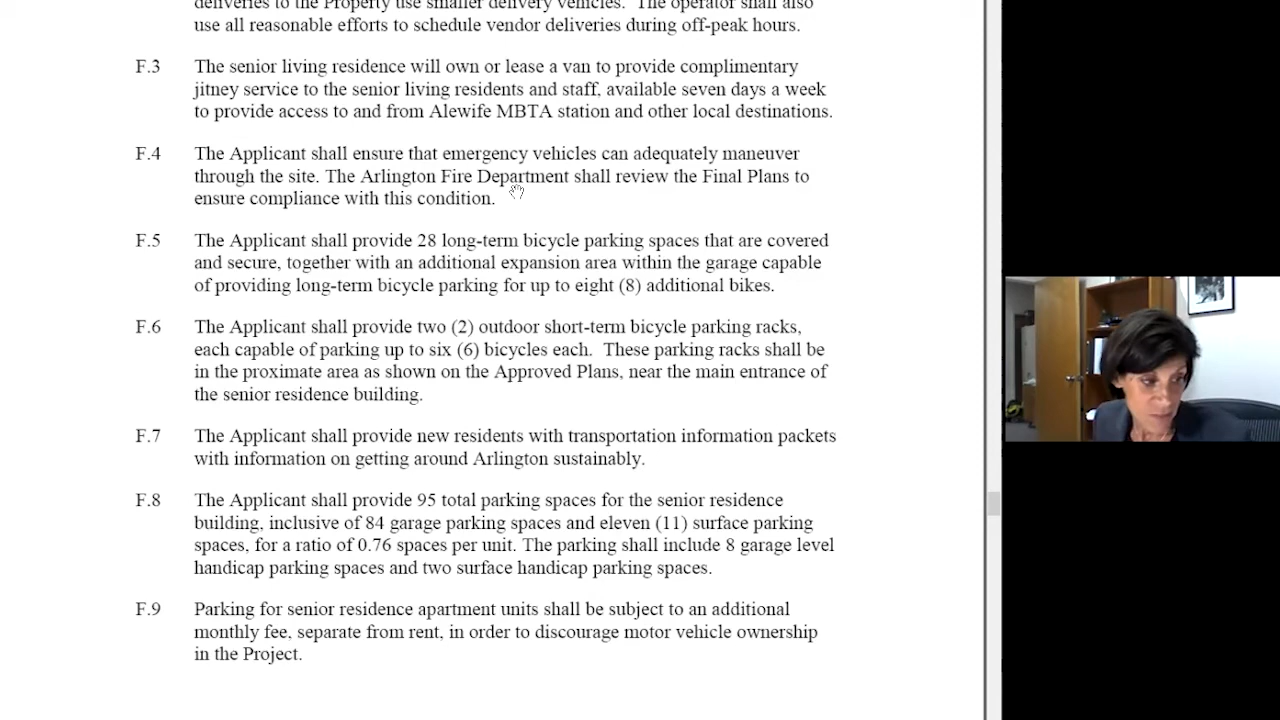 deliveries to the Property use smaller delivery vehicles. The operator shall also
use all reasonable efforts to schedule vendor deliveries during off-peak hours.
F.3 The senior living residence will own or lease a van to provide complimentary
jitney service to the senior living residents and staff, available seven days a week
to provide access to and from Alewife MBTA station and other local destinations.
F.4 The Applicant shall ensure that emergency vehicles can adequately maneuver
through the site. The Arlington Fire Department shall review the Final Plans to
ensure compliance with this condition.
F.5 The Applicant shall provide 28 long-term bicycle parking spaces that are covered
and secure, together with an additional expansion area within the garage capable
of providing long-term bicycle parking for up to eight (8) additional bikes.
F.6 The Applicant shall provide two (2) outdoor short-term bicycle parking racks,
each capable of parking up to six (6) bicycles each. These parking racks shall be
in the proximate area as shown on the Approved Plans, near the main entrance of
the senior residence building.
F.7 The Applicant shall provide new residents with transportation information packets
with information on getting around Arlington sustainably.
F.8 The Applicant shall provide 95 total parking spaces for the senior residence
building, inclusive of 84 garage parking spaces and eleven (11) surface parking
spaces, for a ratio of 0.76 spaces per unit. The parking shall include 8 garage level
handicap parking spaces and two surface handicap parking spaces.
F.9 Parking for senior residence apartment units shall be subject to an additional
monthly fee, separate from rent, in order to discourage motor vehicle ownership
in the Project.